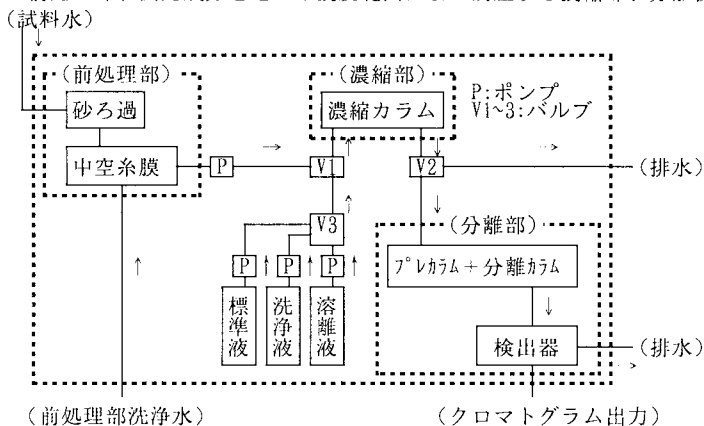 (試料水)
(前処理部)
砂ろ過
中空糸膜
(濃縮部)
濃縮カラム
P:ポンプ
Vi~3:バルブ
P
V1
V2
(排水)
V3
(分離部)
P
P
P
プレカラム+分離カラム
標準液
洗浄液
溶離液
検出器
(排水)
(前処理部洗浄水)
(クロマトグラム出力)